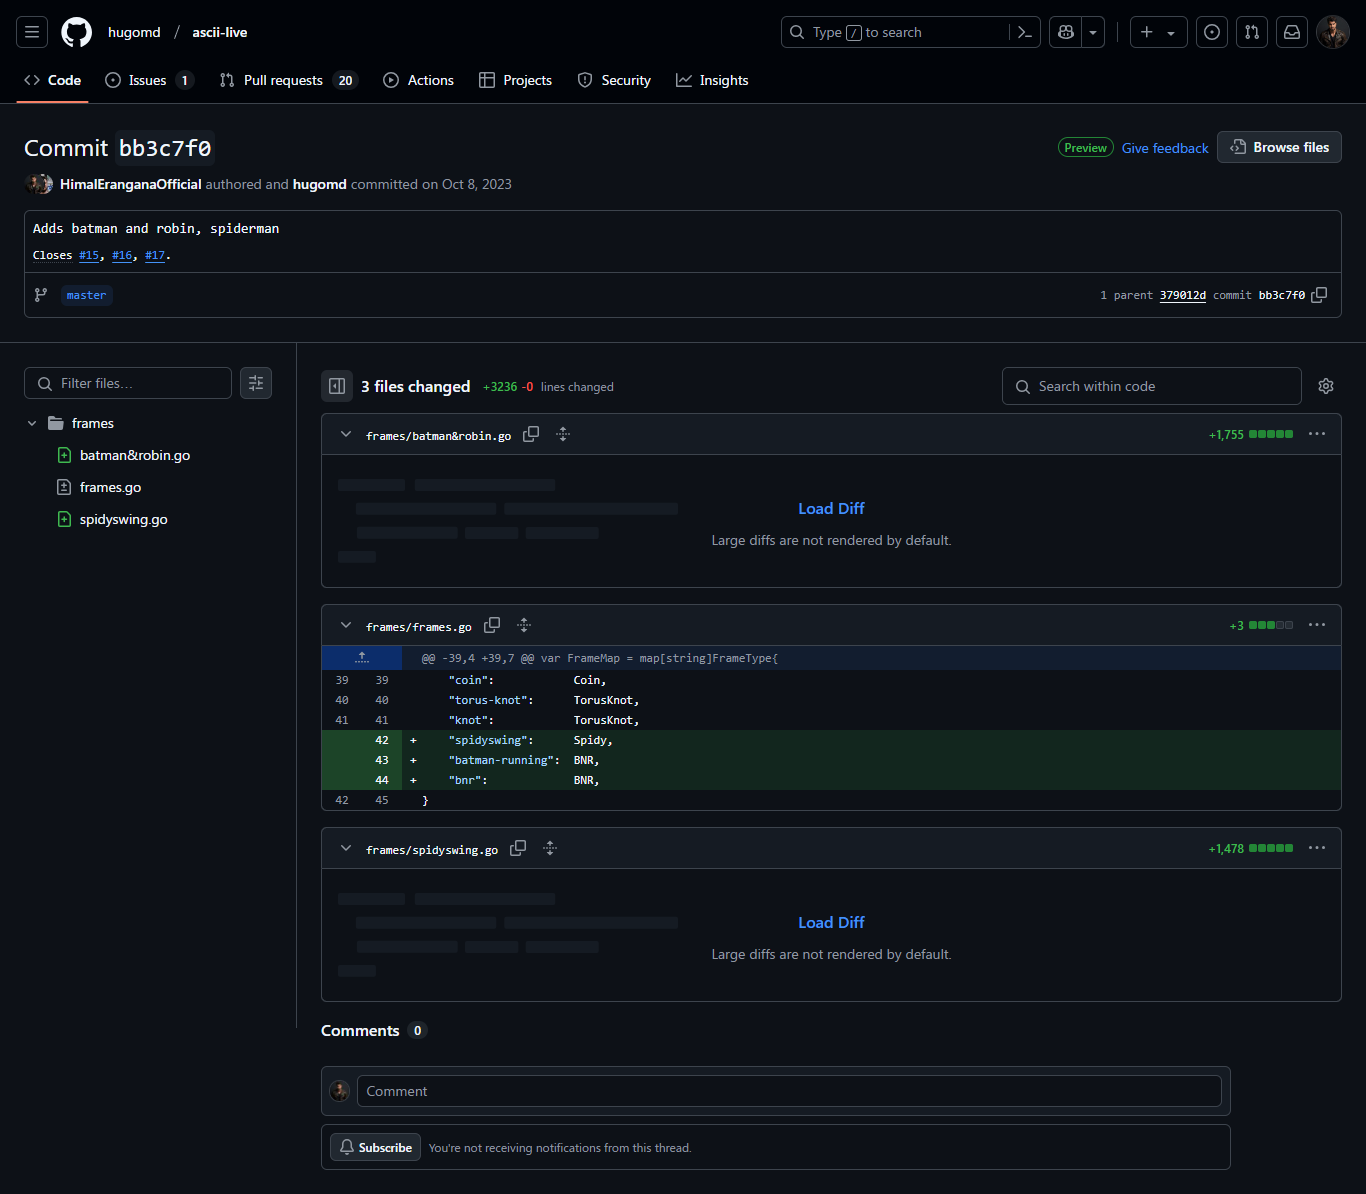 hugomd / ascii-live
Type / to search
Code
Issues 1
Pull requests 20
Actions
Projects
Security
Insights
Commit bb3c7f0
Preview Give feedback Browse files
HimalEranganaOfficial authored and hugomd committed on Oct 8, 2023
Adds batman and robin, spiderman
Closes #15, #16, #17.
master
1 parent 379012d commit bb3c7f0
Filter files…
frames
batman&robin.go
frames.go
spidyswing.go
3 files changed +3236 -0 lines changed
Search within code
frames/batman&robin.go +1,755
Load Diff
Large diffs are not rendered by default.
frames/frames.go +3
@@ -39,4 +39,7 @@ var FrameMap = map[string]FrameType{
39 39 "coin": Coin,
40 40 "torus-knot": TorusKnot,
41 41 "knot": TorusKnot,
42 + "spidyswing": Spidy,
43 + "batman-running": BNR,
44 + "bnr": BNR,
42 45 }
frames/spidyswing.go +1,478
Load Diff
Large diffs are not rendered by default.
Comments 0
Comment
Subscribe You're not receiving notifications from this thread.